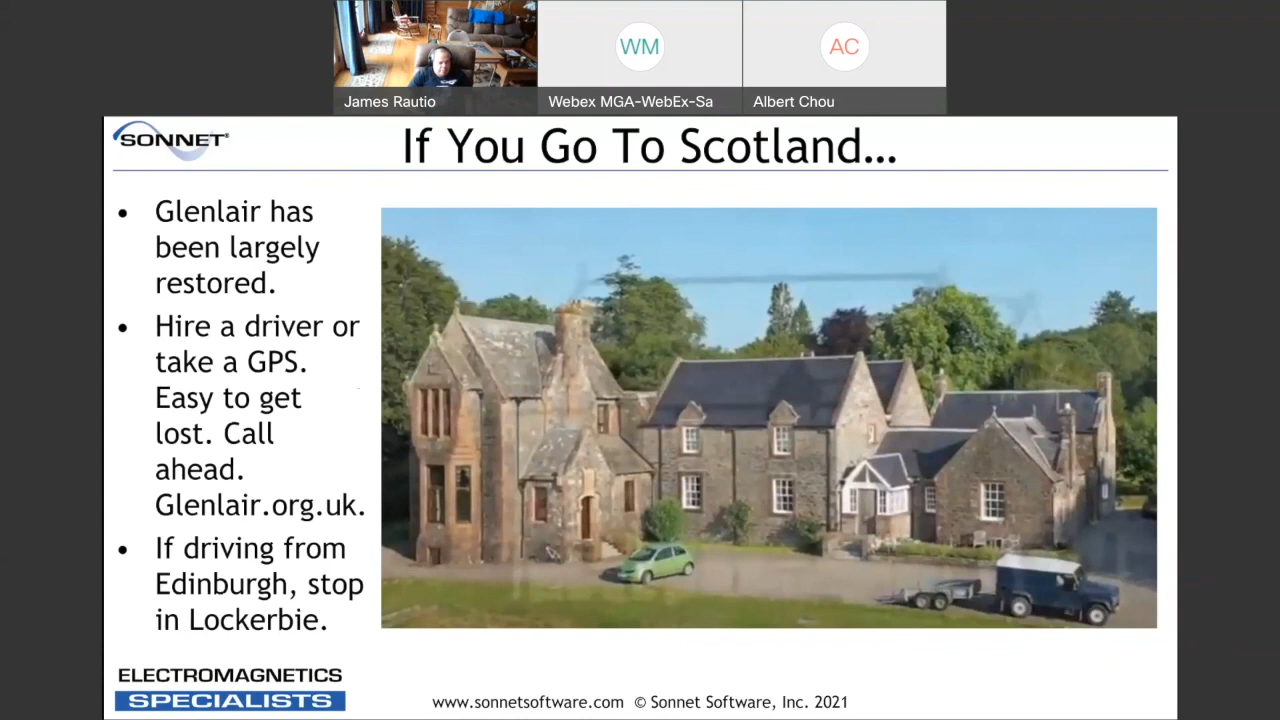 WM
AC
James Rautio
Webex MGA-WebEx-Sa
Albert Chou
SONNET®
If You Go To Scotland…
• Glenlair has
been largely
restored.
• Hire a driver or
take a GPS.
Easy to get
lost. Call
ahead.
Glenlair.org.uk.
• If driving from
Edinburgh, stop
in Lockerbie.
ELECTROMAGNETICS
SPECIALISTS
www.sonnetsoftware.com © Sonnet Software, Inc. 2021